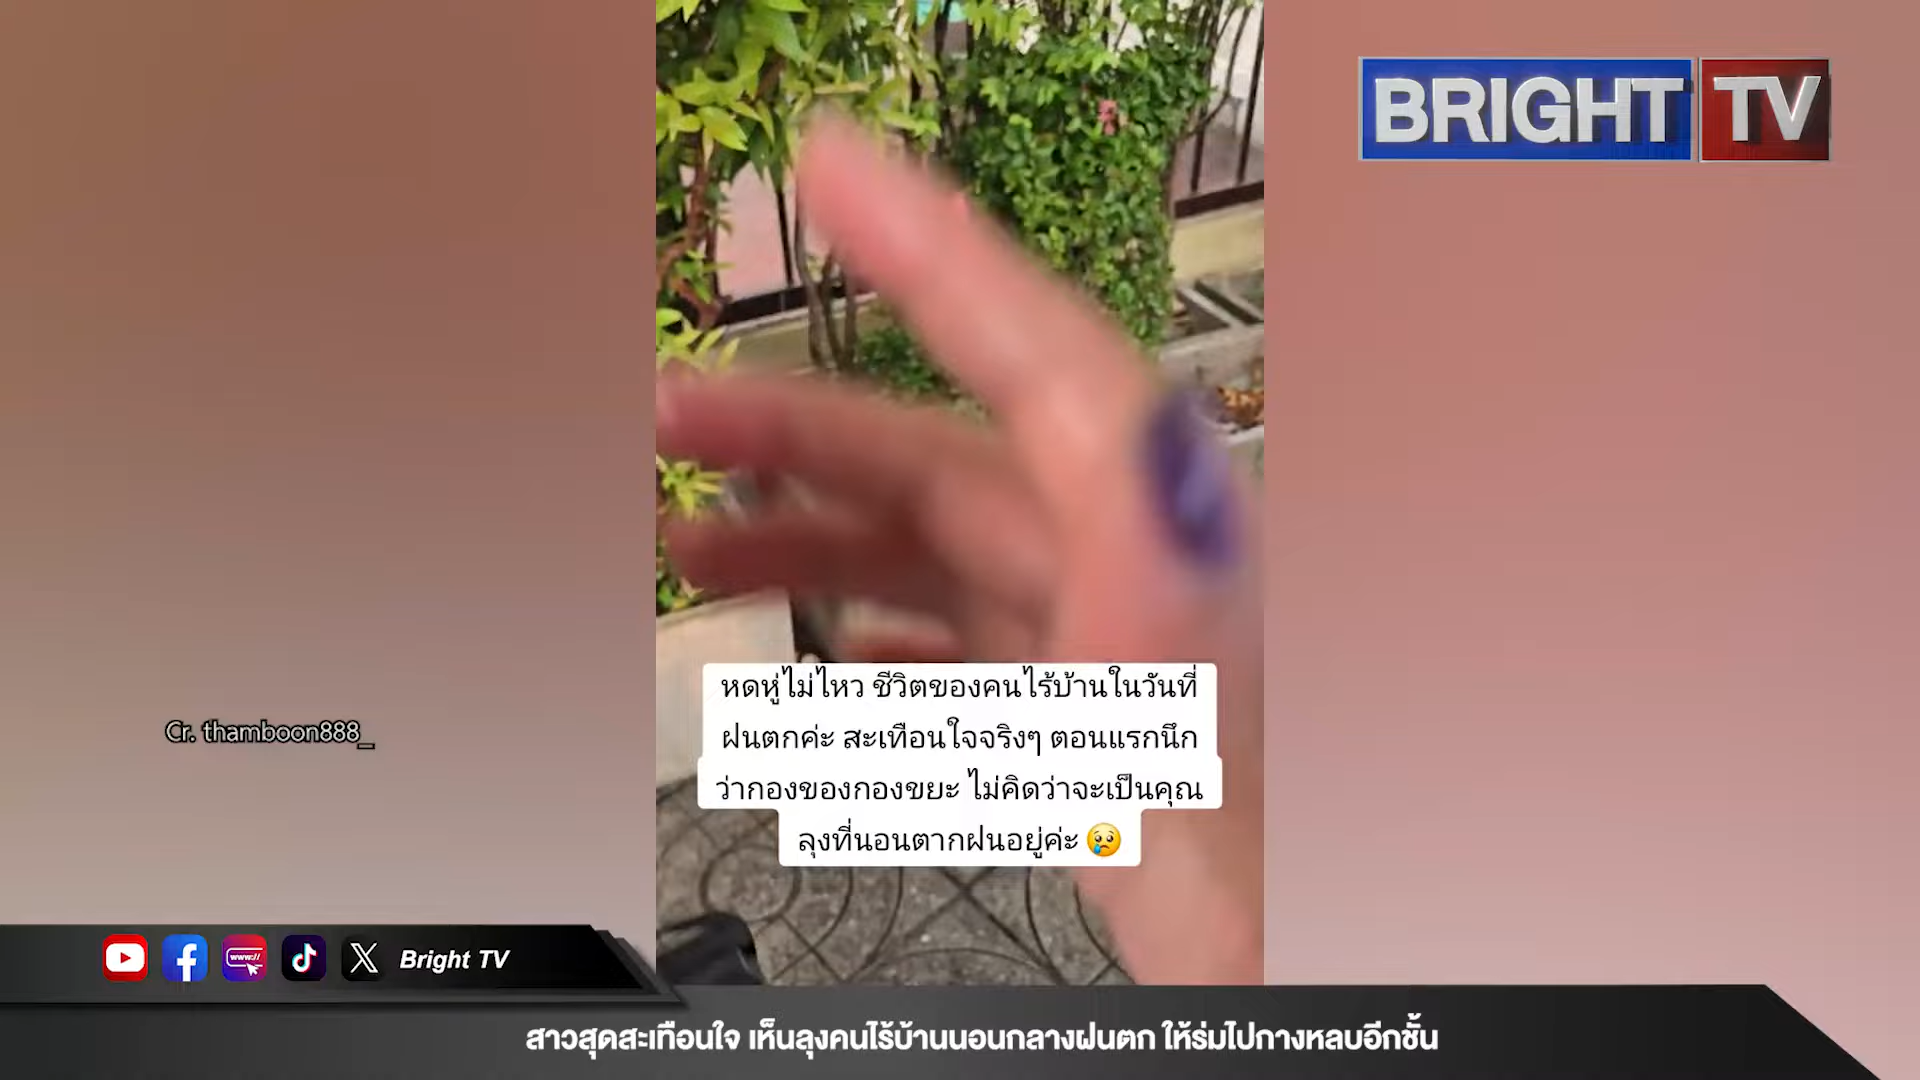 BRIGHT TV
หดหู่ไม่ไหว ชีวิตของคนไร้บ้านในวันที่
ฝนตกค่ะ สะเทือนใจจริงๆ ตอนแรกนึก
ว่ากองของกองขยะ ไม่คิดว่าจะเป็นคุณ
ลุงที่นอนตากฝนอยู่ค่ะ 😢
Cr. thamboon888_
www://
Bright TV
สาวสุดสะเทือนใจ เห็นลุงคนไร้บ้านนอนกลางฝนตก ให้ร่มไปกางหลบอีกชั้น